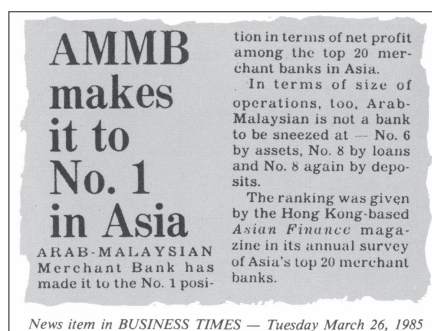 AMMB
makes
it to
No. 1
in Asia
ARAB-MALAYSIAN
Merchant Bank has
made it to the No. 1 posi-
tion in terms of net profit
among the top 20 mer-
chant banks in Asia.
In terms of size of
operations, too, Arab-
Malaysian is not a bank
to be sneezed at — No. 6
by assets, No. 8 by loans
and No. 8 again by depo-
sits.
The ranking was given
by the Hong Kong-based
Asian Finance maga-
zine in its annual survey
of Asia's top 20 merchant
banks.
News item in BUSINESS TIMES — Tuesday March 26, 1985